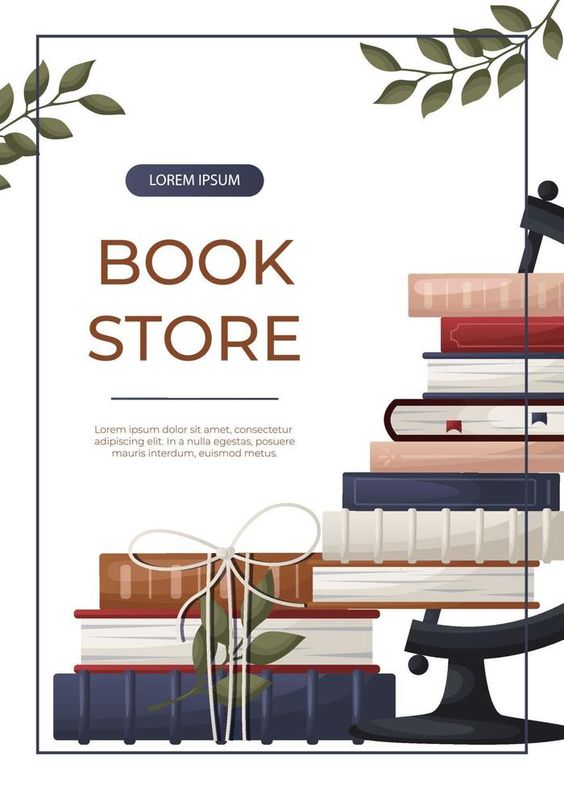 LOREM IPSUM
BOOK
STORE
Lorem ipsum dolor sit amet, consectetur
adipiscing elit. In a nulla egestas, posuere
mauris interdum, euismod metus.